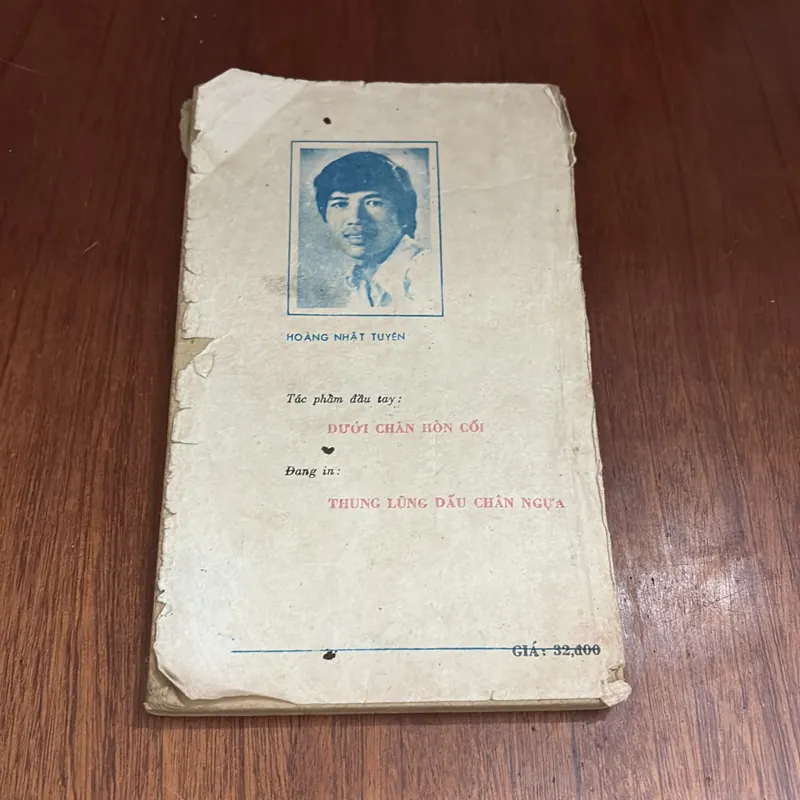 HOÀNG NHẬT TUYÊN
Tác phẩm đầu tay:
DƯỚI CHÂN HÒN CỐI
Đang in:
THUNG LŨNG DẤU CHÂN NGỰA
GIÁ: 32,đ00